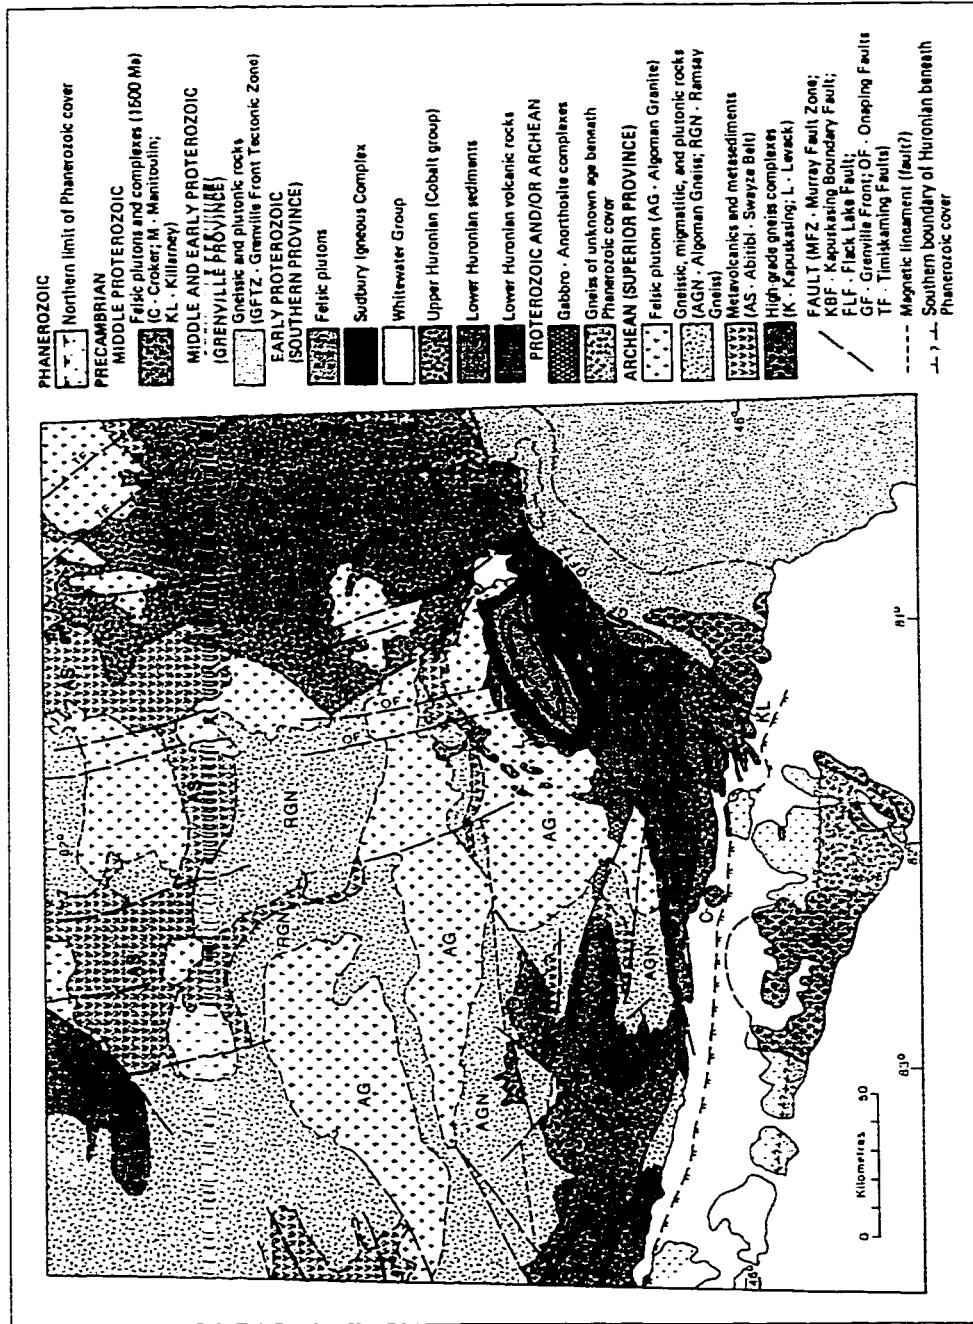 PHANEROZOIC
Northern limit of Phanerozoic cover
PRECAMBRIAN
MIDDLE PROTEROZOIC
Felsic plutons and complexes (1500 Ma)
(C - Croker; M - Manitoulin;
KL - Killarney)
MIDDLE AND EARLY PROTEROZOIC
(GRENVILLE PROVINCE)
Gneissic and plutonic rocks
(GFTZ - Grenville Front Tectonic Zone)
EARLY PROTEROZOIC
(SOUTHERN PROVINCE)
Felsic plutons
Sudbury Igneous Complex
Whitewater Group
Upper Huronian (Cobalt group)
Lower Huronian sediments
Lower Huronian volcanic rocks
PROTEROZOIC AND/OR ARCHEAN
Gabbro - Anorthosite complexes
Gneiss of unknown age beneath
Phanerozoic cover
ARCHEAN (SUPERIOR PROVINCE)
Felsic plutons (AG - Algoman Granite)
Gneissic, migmatitic, and plutonic rocks
(AGN - Algoman Gneiss; RGN - Ramsay
Gneiss)
Metavolcanics and metasediments
(AS - Abitibi - Swayze Belt)
High-grade gneiss complexes
(K - Kapuskasing; L - Levack)
FAULT (MFZ - Murray Fault Zone;
KBF - Kapuskasing Boundary Fault;
FLF - Flack Lake Fault;
GF - Grenville Front; OF - Onaping Faults
TF - Timiskaming Faults)
Magnetic lineament (fault?)
Southern boundary of Huronian beneath
Phanerozoic cover
TF
TF
AS
AS
AS
OF
OF
RGN
RGN
AG
AG
AG
AGN
AGN
L
C
KL
46°
46°
81°
83°
0
50
Kilometres